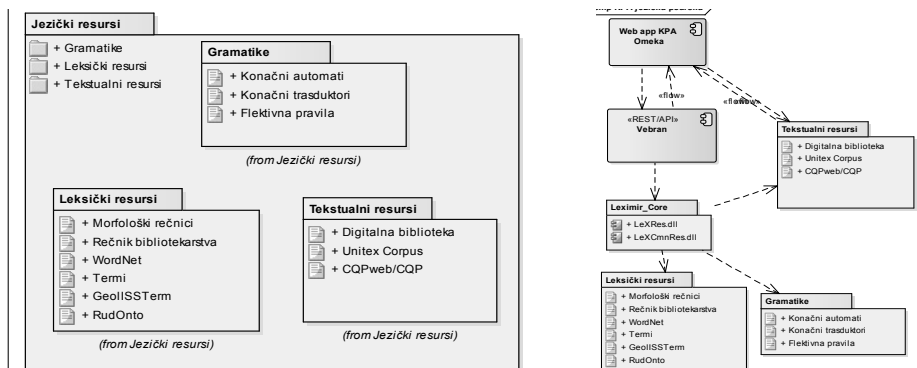 Jezički resursi
+ Gramatike
+ Leksički resursi
+ Tekstualni resursi
Gramatike
+ Konačni automati
+ Konačni trasduktori
+ Flektivna pravila
(from Jezički resursi)
Leksički resursi
+ Morfološki rečnici
+ Rečnik bibliotekarstva
+ WordNet
+ Termi
+ GeolISSTerm
+ RudOnto
(from Jezički resursi)
Tekstualni resursi
+ Digitalna biblioteka
+ Unitex Corpus
+ CQPweb/CQP
(from Jezički resursi)
Web app KPA
Omeka
«flow»
«flow»
«REST/API»
Vebran
Tekstualni resursi
+ Digitalna biblioteka
+ Unitex Corpus
+ CQPweb/CQP
Leximir_Core
+ LeXRes.dll
+ LeXCmnRes.dll
Leksički resursi
+ Morfološki rečnici
+ Rečnik bibliotekarstva
+ WordNet
+ Termi
+ GeolISSTerm
+ RudOnto
Gramatike
+ Konačni automati
+ Konačni trasduktori
+ Flektivna pravila